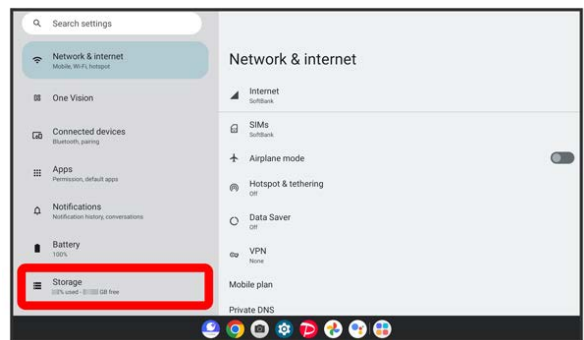 Search settings
Network & internet
Mobile, Wi-Fi, hotspot
One Vision
Connected devices
Bluetooth, pairing
Apps
Permission, default apps
Notifications
Notification history, conversations
Battery
100%
Storage
% used - GB free
Network & internet
Internet
SoftBank
SIMs
SoftBank
Airplane mode
Hotspot & tethering
Off
Data Saver
Off
VPN
None
Mobile plan
Private DNS